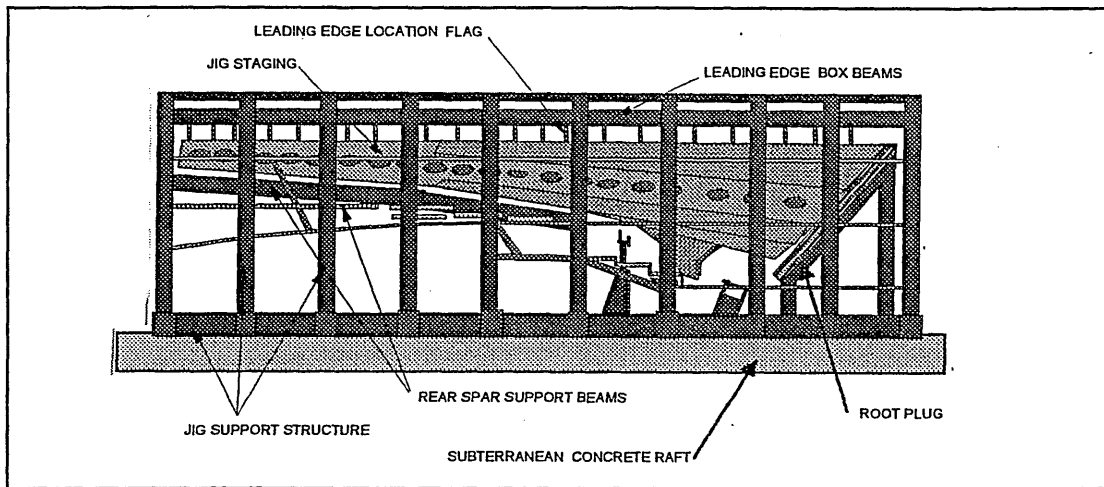 LEADING EDGE LOCATION FLAG
JIG STAGING
LEADING EDGE BOX BEAMS
REAR SPAR SUPPORT BEAMS
ROOT PLUG
JIG SUPPORT STRUCTURE
SUBTERRANEAN CONCRETE RAFT